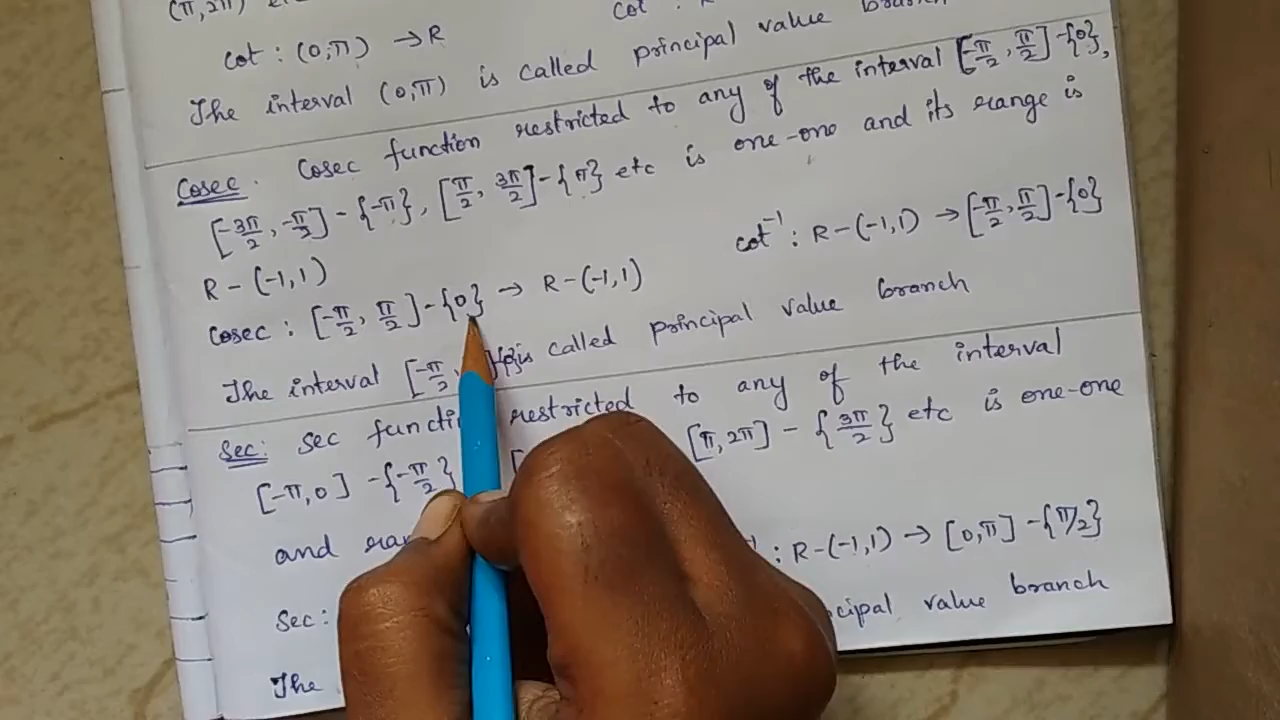 (π, 2π)
cot
cot : (0, π) → R
The interval (0, π) is called principal value branch
Cosec. Cosec function restricted to any of the interval [-π/2, π/2] - {0},
[-3π/2, -π/2] - {-π}, [π/2, 3π/2] - {π} etc is one-one and its range is
R - (-1, 1)
cot⁻¹ : R - (-1, 1) → [-π/2, π/2] - {0}
Cosec : [-π/2, π/2] - {0} → R - (-1, 1)
The interval [-π/2, is called principal value branch
Sec: Sec restricted to any of the interval
[-π, 0] - {-π/2} [ [π, 2π] - {3π/2} etc is one-one
and
: R - (-1, 1) → [0, π] - {π/2}
Sec:
The value branch